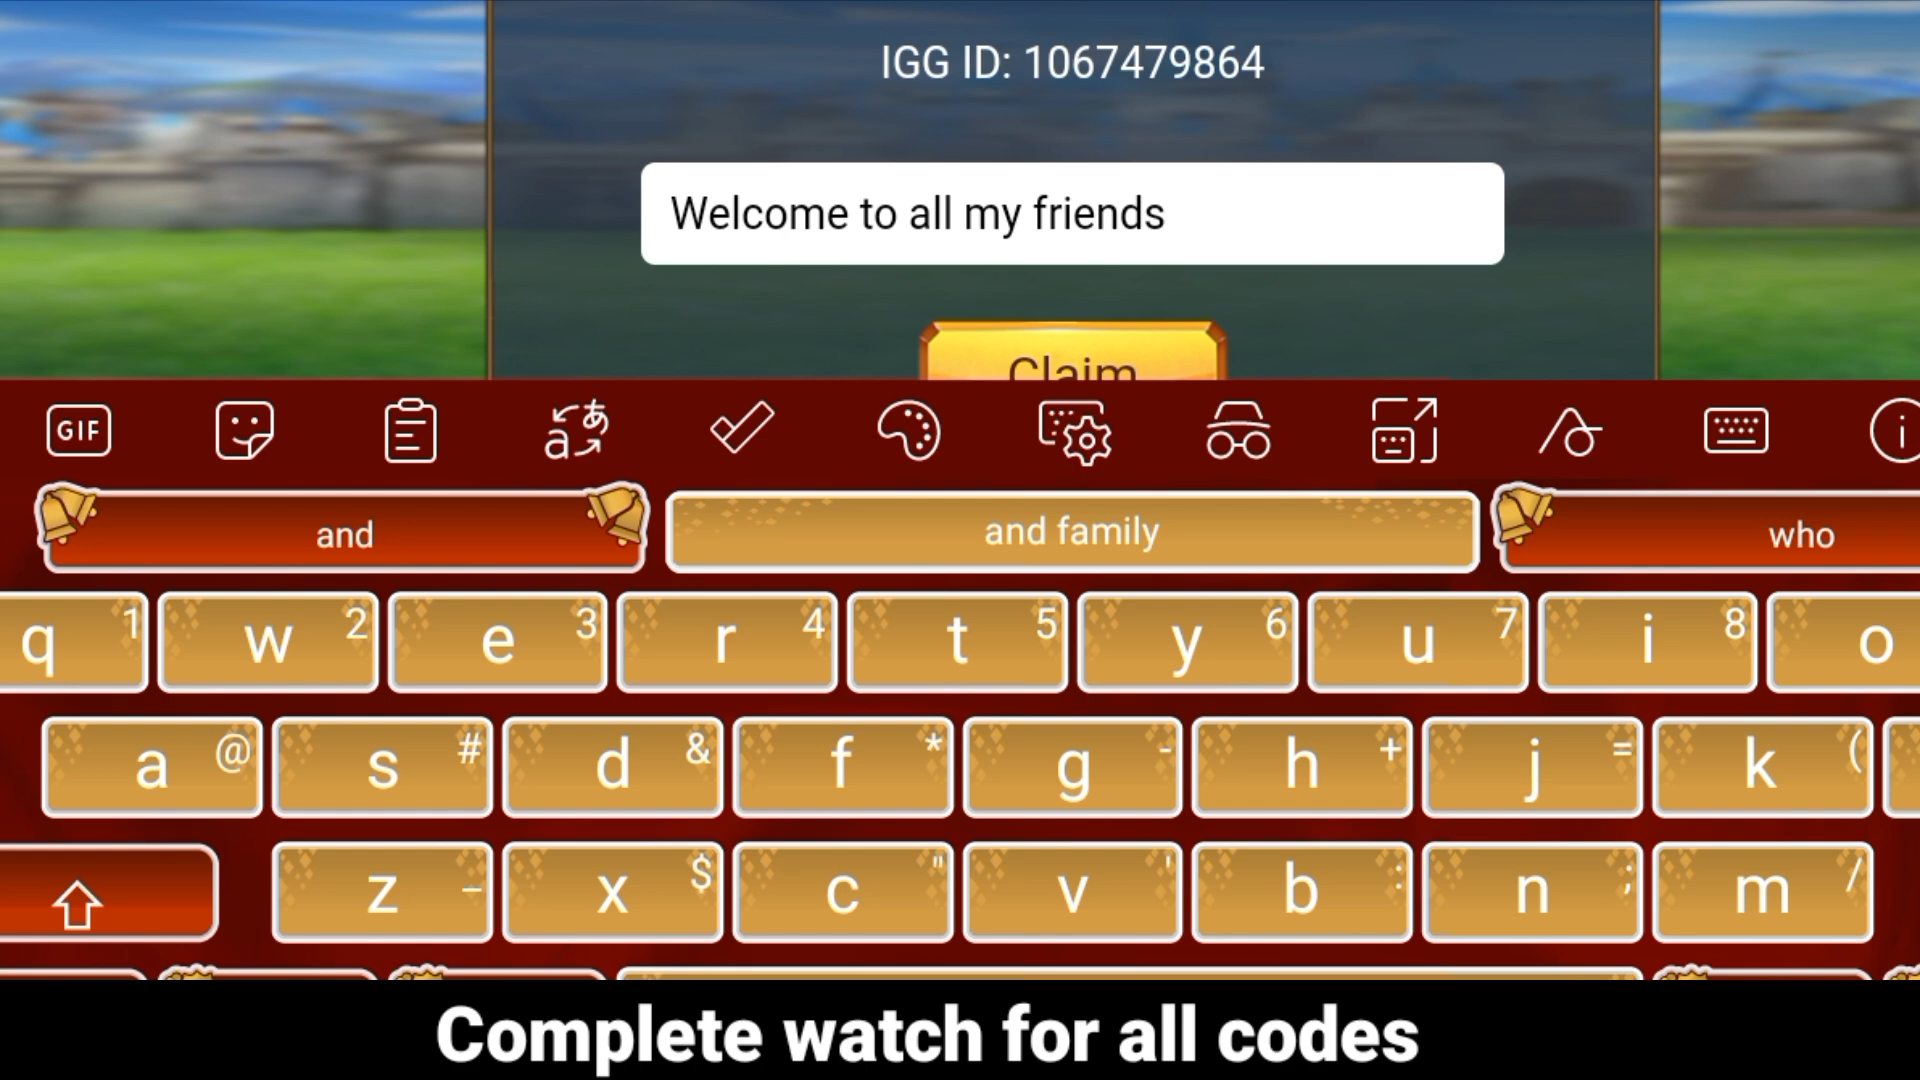 IGG ID: 1067479864
Welcome to all my friends
Claim
GIF
and and family who
q 1 w 2 e 3 r 4 t 5 y 6 u 7 i 8 o
a @ s # d & f * g - h + j = k (
z _ x $ c " v ' b : n ; m /
Complete watch for all codes